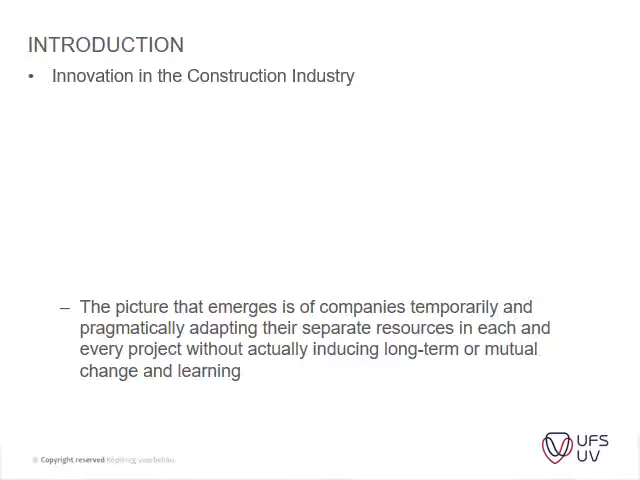 INTRODUCTION
• Innovation in the Construction Industry
– The picture that emerges is of companies temporarily and
pragmatically adapting their separate resources in each and
every project without actually inducing long-term or mutual
change and learning
UFS
UV
© Copyright reserved